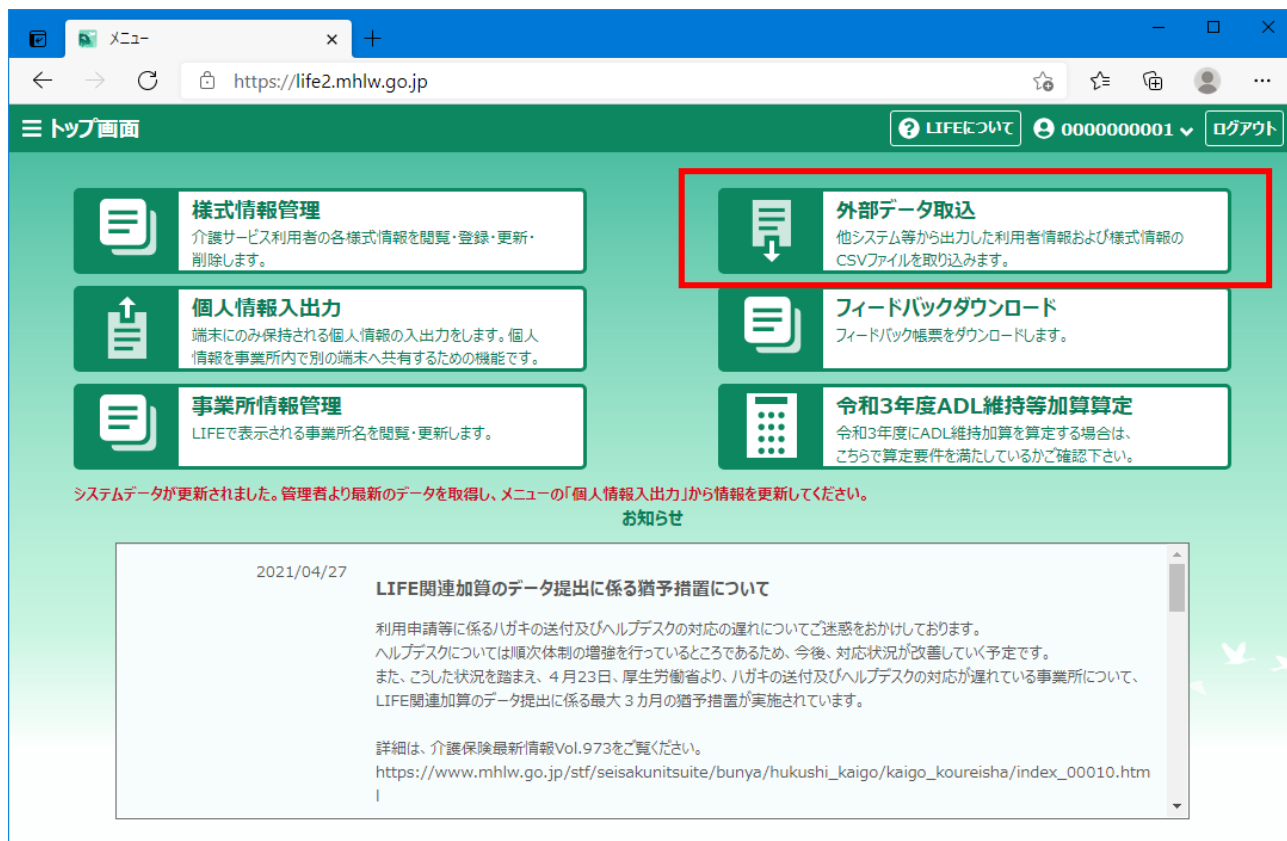 メニュー
https://life2.mhlw.go.jp
トップ画面
? LIFEについて
0000000001
ログアウト
様式情報管理
介護サービス利用者の各様式情報を閲覧・登録・更新・
削除します。
外部データ取込
他システム等から出力した利用者情報および様式情報の
CSVファイルを取り込みます。
個人情報入出力
端末にのみ保持される個人情報の入出力をします。個人
情報を事業所内で別の端末へ共有するための機能です。
フィードバックダウンロード
フィードバック帳票をダウンロードします。
事業所情報管理
LIFEで表示される事業所名を閲覧・更新します。
令和3年度ADL維持等加算算定
令和3年度にADL維持加算を算定する場合は、
こちらで算定要件を満たしているかご確認下さい。
システムデータが更新されました。管理者より最新のデータを取得し、メニューの「個人情報入出力」から情報を更新してください。
お知らせ
2021/04/27
LIFE関連加算のデータ提出に係る猶予措置について
利用申請等に係るハガキの送付及びヘルプデスクの対応の遅れについてご迷惑をおかけしております。
ヘルプデスクについては順次体制の増強を行っているところであるため、今後、対応状況が改善していく予定です。
また、こうした状況を踏まえ、４月23日、厚生労働省より、ハガキの送付及びヘルプデスクの対応が遅れている事業所について、
LIFE関連加算のデータ提出に係る最大３カ月の猶予措置が実施されています。
詳細は、介護保険最新情報Vol.973をご覧ください。
https://www.mhlw.go.jp/stf/seisakunitsuite/bunya/hukushi_kaigo/kaigo_koureisha/index_00010.htm
l